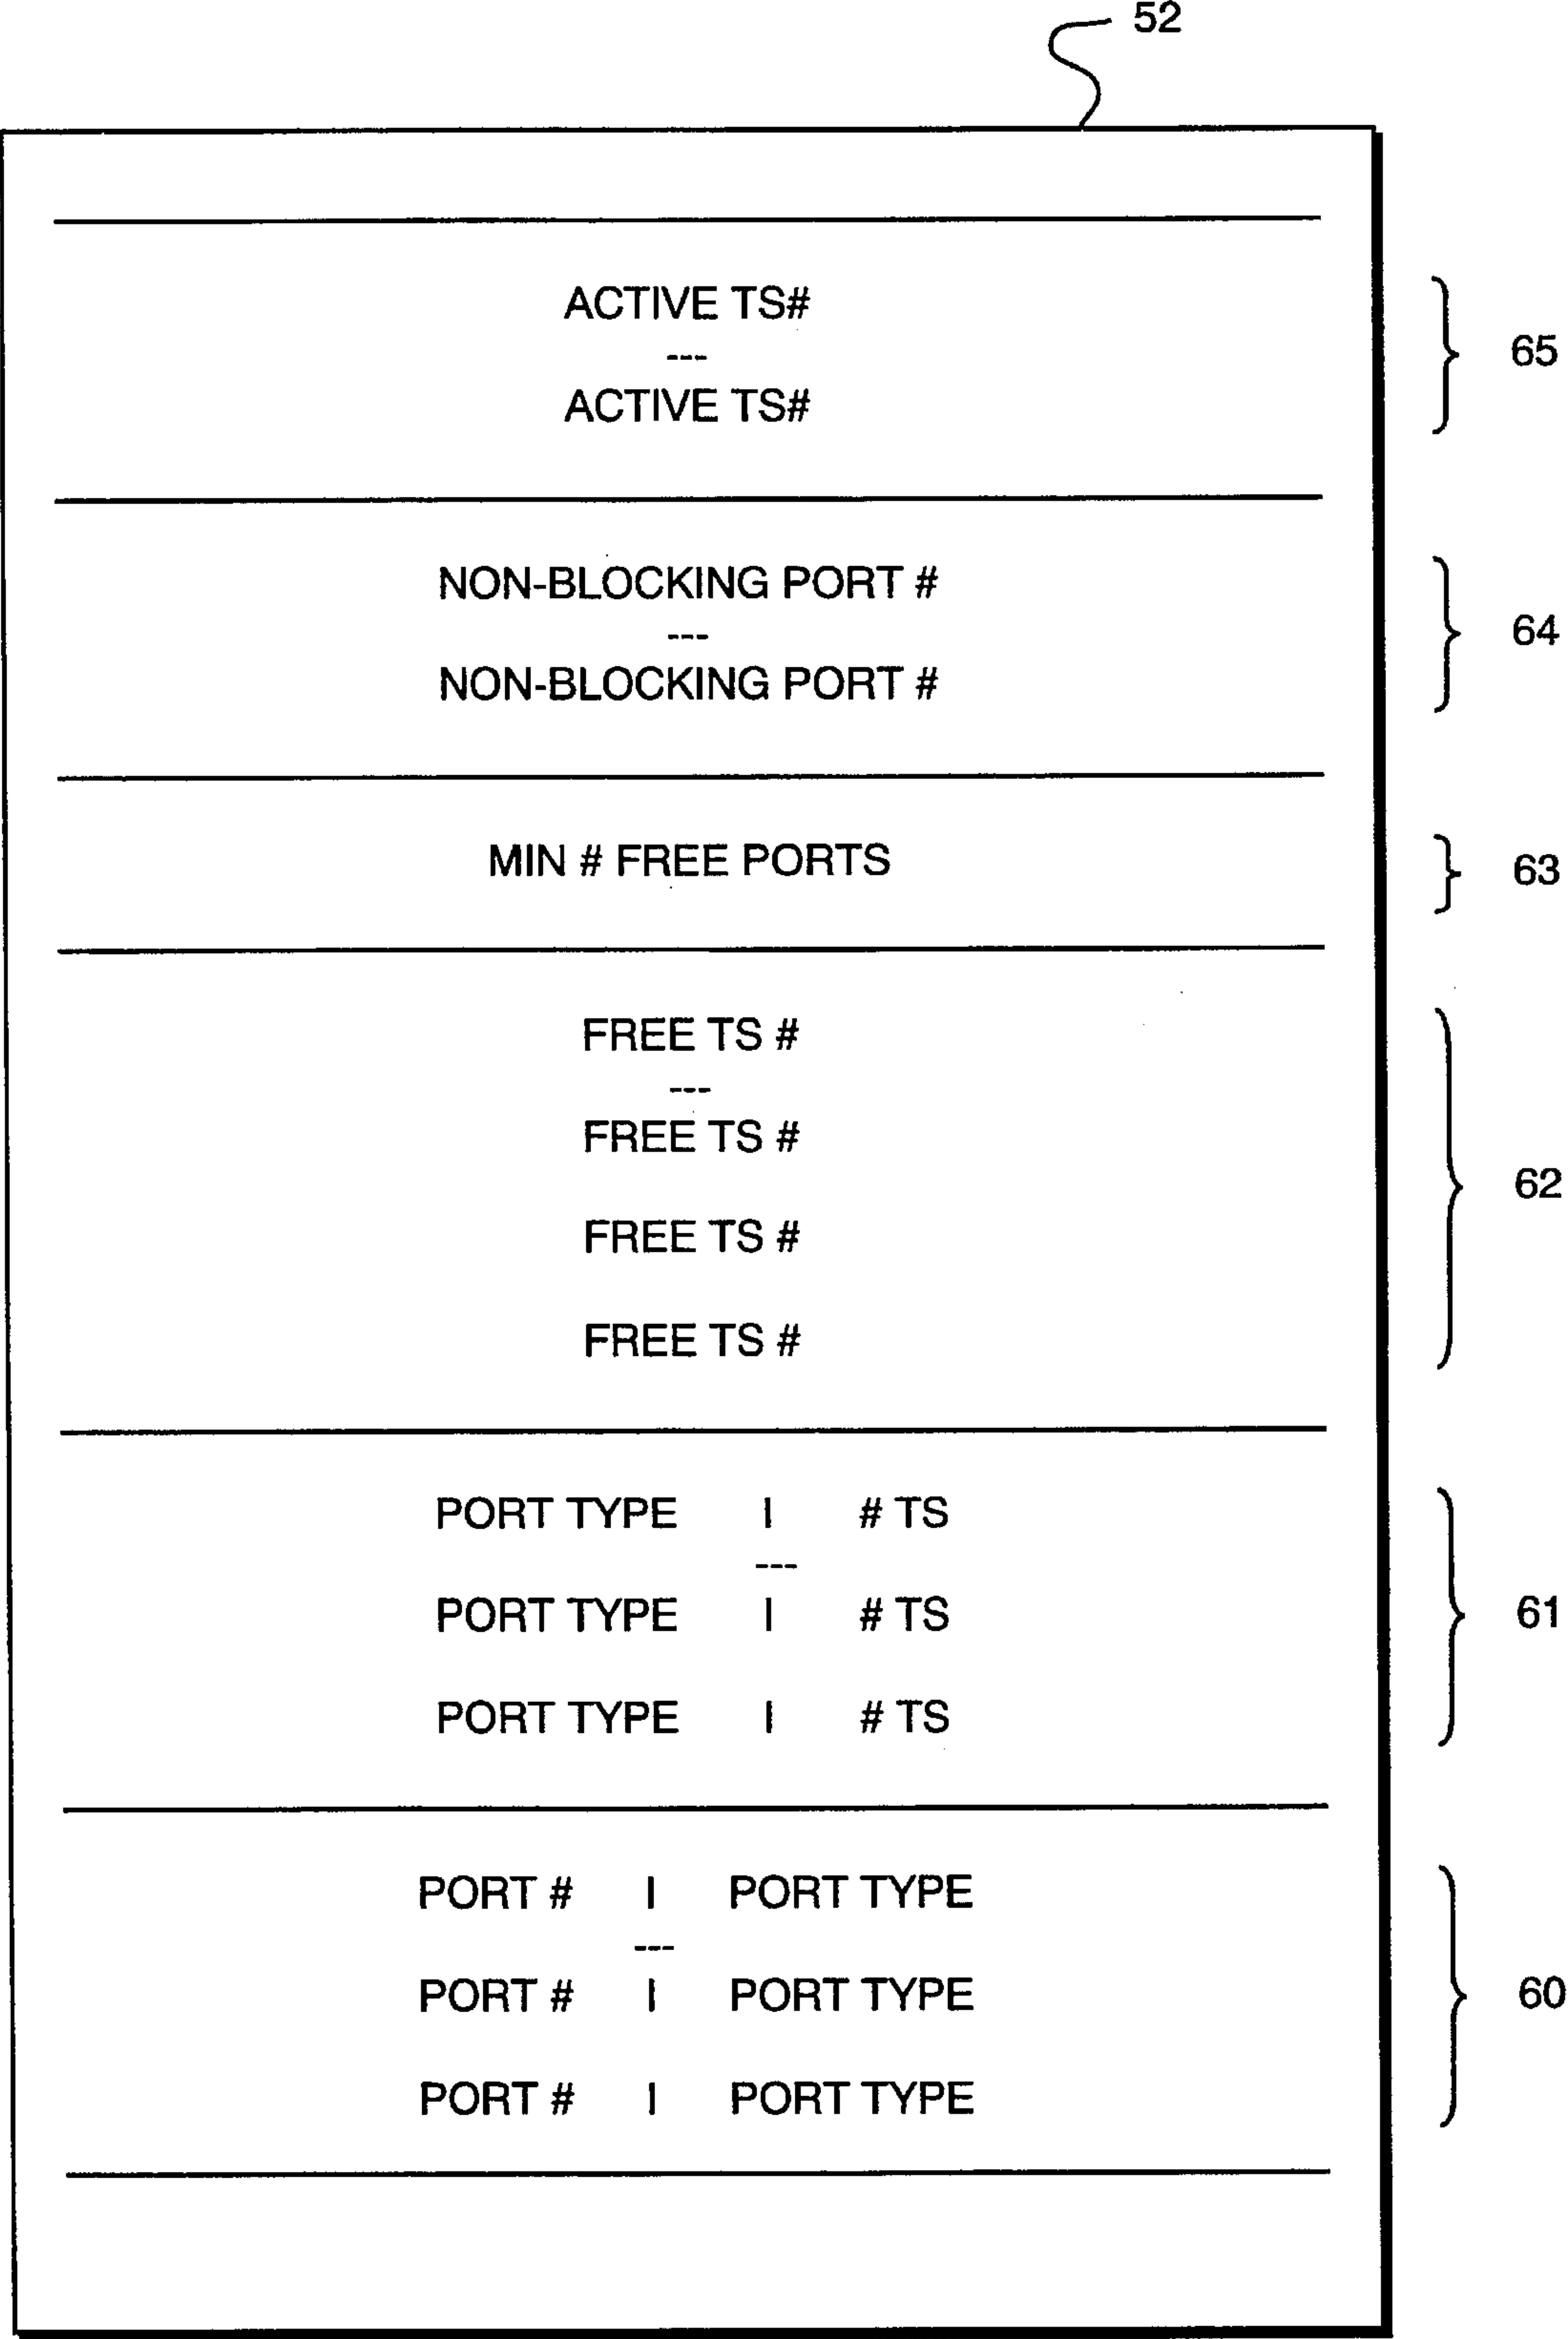 52
ACTIVE TS#
---
ACTIVE TS#
65
NON-BLOCKING PORT #
---
NON-BLOCKING PORT #
64
MIN # FREE PORTS
63
FREE TS #
---
FREE TS #
FREE TS #
FREE TS #
62
PORT TYPE | # TS
---
PORT TYPE | # TS
PORT TYPE | # TS
61
PORT # | PORT TYPE
---
PORT # | PORT TYPE
PORT # | PORT TYPE
60